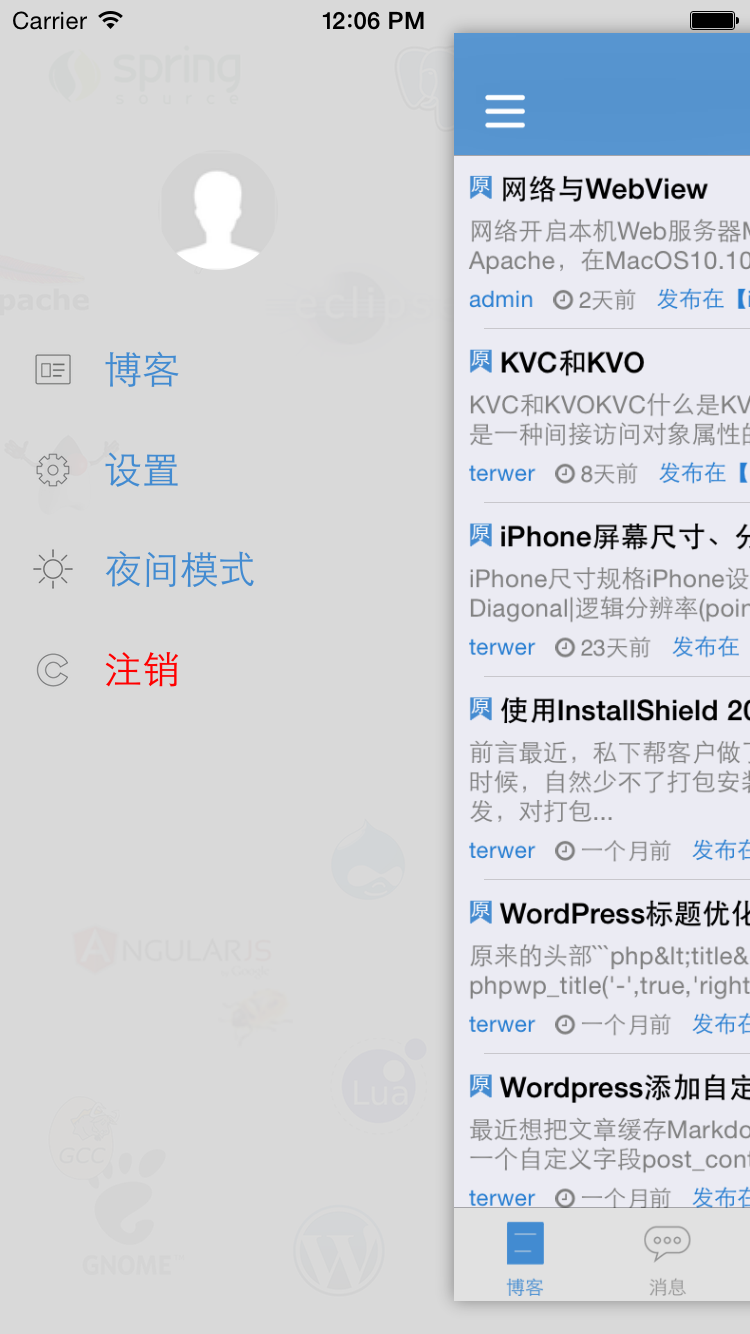 Carrier
12:06 PM
spring
source
pache
eclip
博客
设置
夜间模式
注销
NGULARJS
Lua
GCC
GNOME
原 网络与WebView
网络开启本机Web服务器
Apache，在MacOS10.10
admin 2天前 发布在【i
原 KVC和KVO
KVC和KVOKVC什么是KV
是一种间接访问对象属性的
terwer 8天前 发布在【
原 iPhone屏幕尺寸、分
iPhone尺寸规格iPhone设
Diagonal|逻辑分辨率(poin
terwer 23天前 发布在
原 使用InstallShield 20
前言最近，私下帮客户做了
时候，自然少不了打包安装
发，对打包...
terwer 一个月前 发布在
原 WordPress标题优化
原来的头部```php&lt;title&
phpwp_title('-',true,'right
terwer 一个月前 发布在
原 Wordpress添加自定
最近想把文章缓存Markdo
一个自定义字段post_cont
terwer 一个月前 发布在
博客
消息